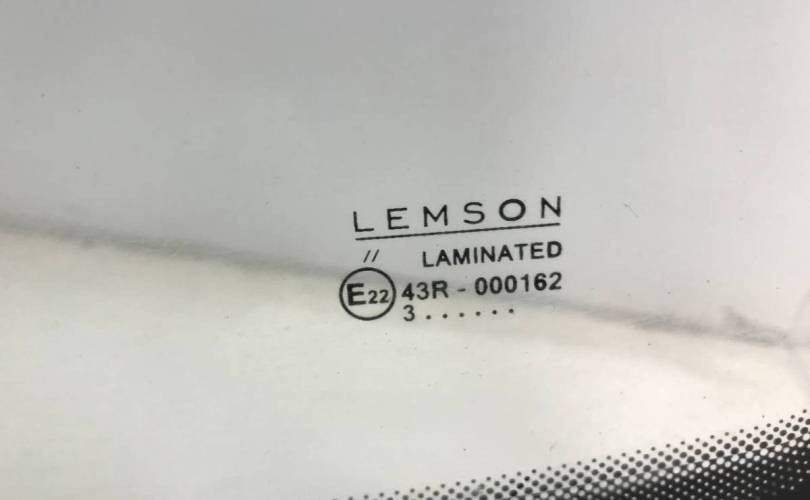 LEMSON
// LAMINATED
E22 43R - 000162
3 . . . . . .